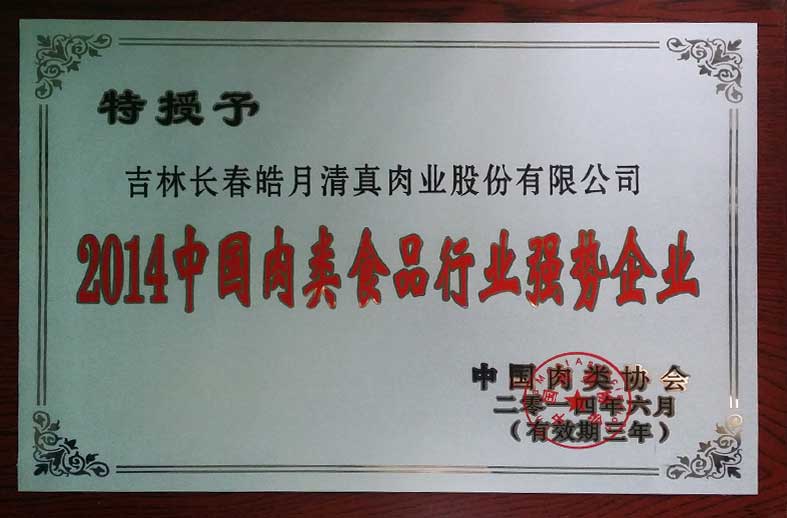 特授予
吉林长春皓月清真肉业股份有限公司
2014中国肉类食品行业强势企业
中国肉类协会
二零一四年六月
（有效期三年）